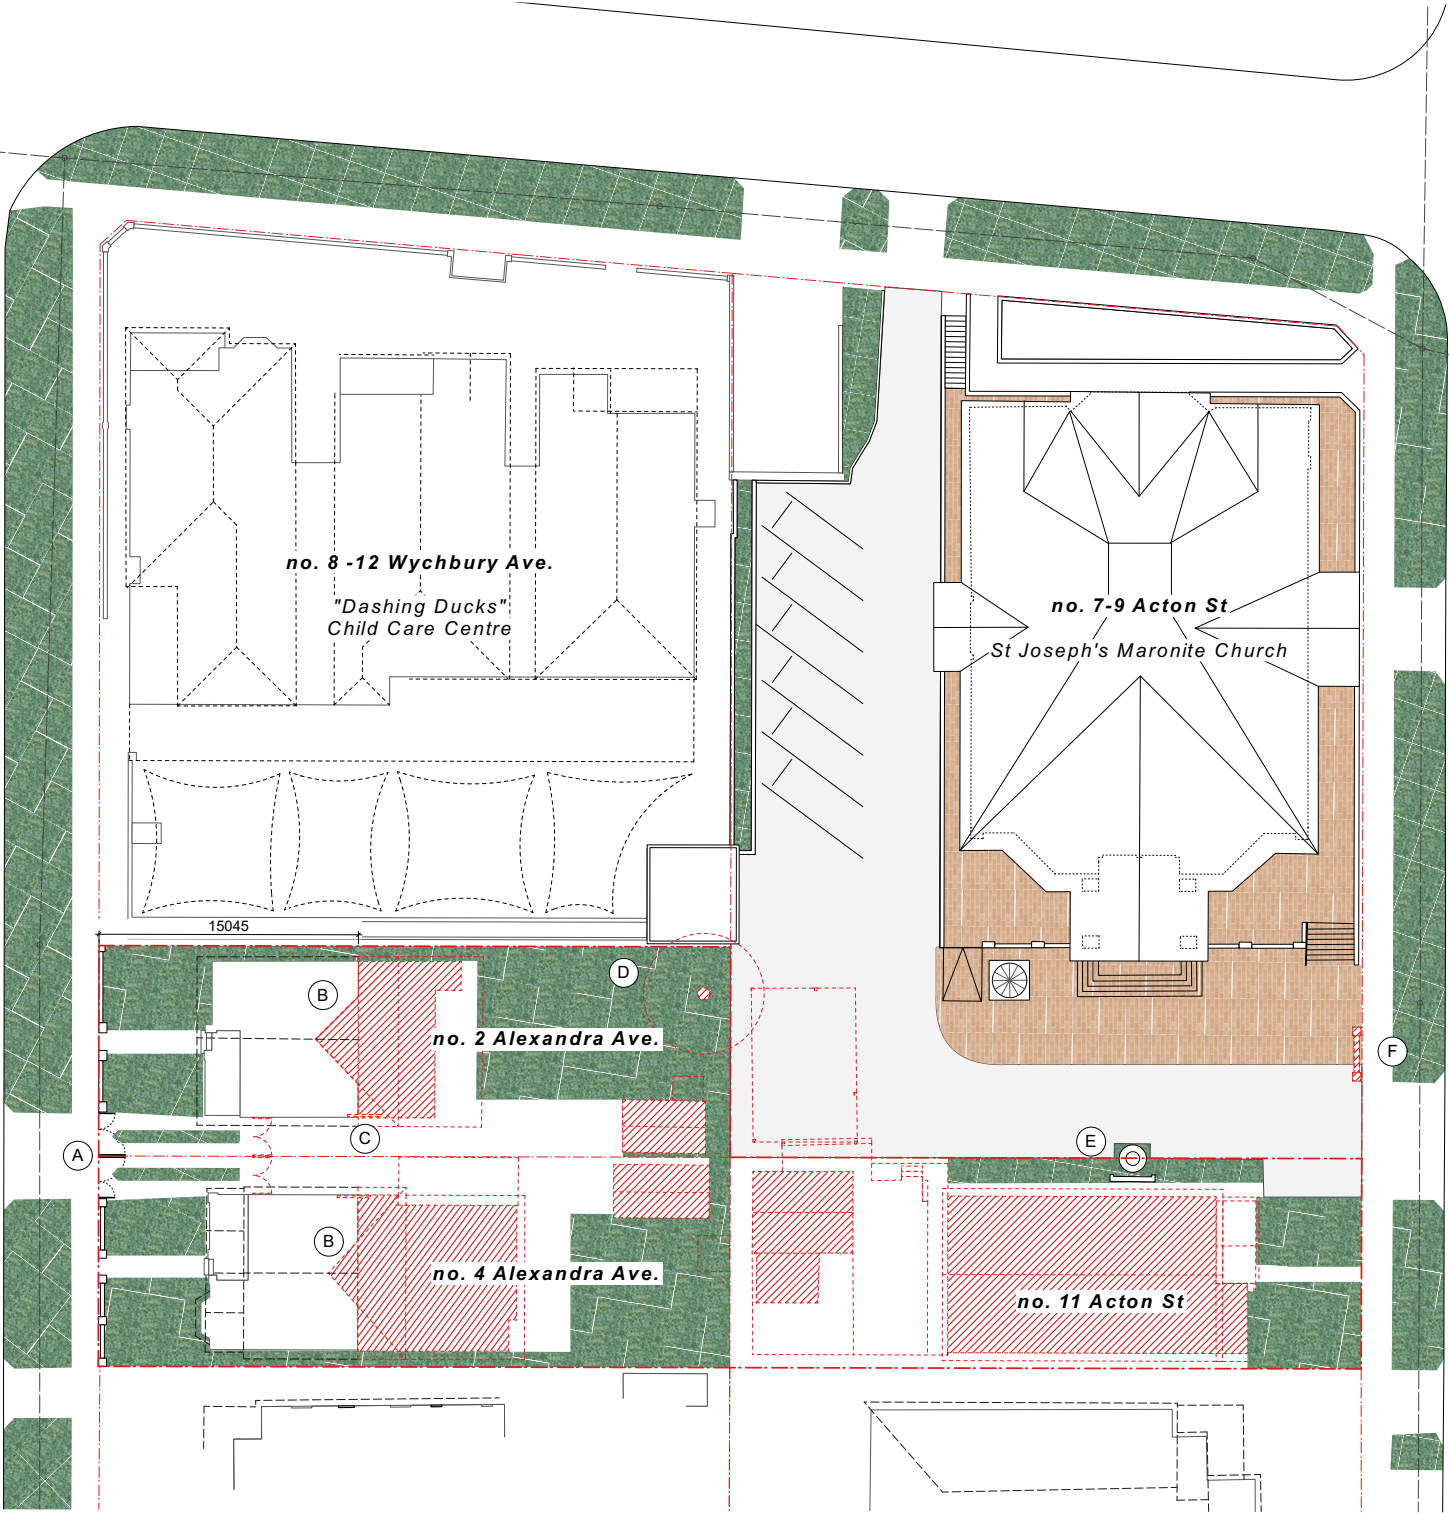 no. 8 -12 Wychbury Ave.
"Dashing Ducks"
Child Care Centre
no. 7-9 Acton St
St Joseph's Maronite Church
15045
D
B
no. 2 Alexandra Ave.
F
C
E
A
B
no. 4 Alexandra Ave.
no. 11 Acton St